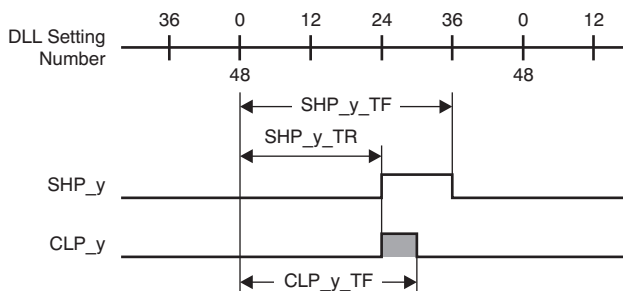 36 0 12 24 36 0 12
DLL Setting
Number
48 48
SHP_y_TF
SHP_y_TR
SHP_y
CLP_y
CLP_y_TF